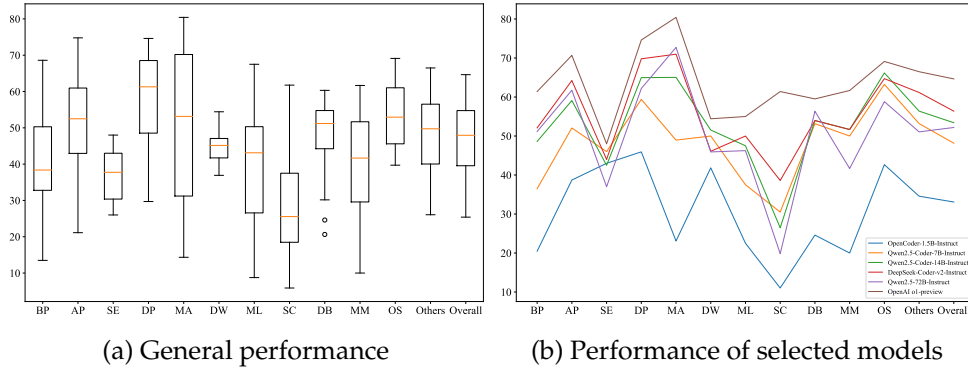 (a)
(b)
80
70
60
50
40
30
20
10
BP AP SE DP MA DW ML SC DB MM OS Others Overall
80
70
60
50
40
30
20
10
BP AP SE DP MA DW ML SC DB MM OS Others Overall
OpenCoder-1.5B-Instruct
Qwen2.5-Coder-7B-Instruct
Qwen2.5-Coder-14B-Instruct
DeepSeek-Coder-v2-Instruct
Qwen2.5-72B-Instruct
OpenAI o1-preview
(a) General performance
(b) Performance of selected models